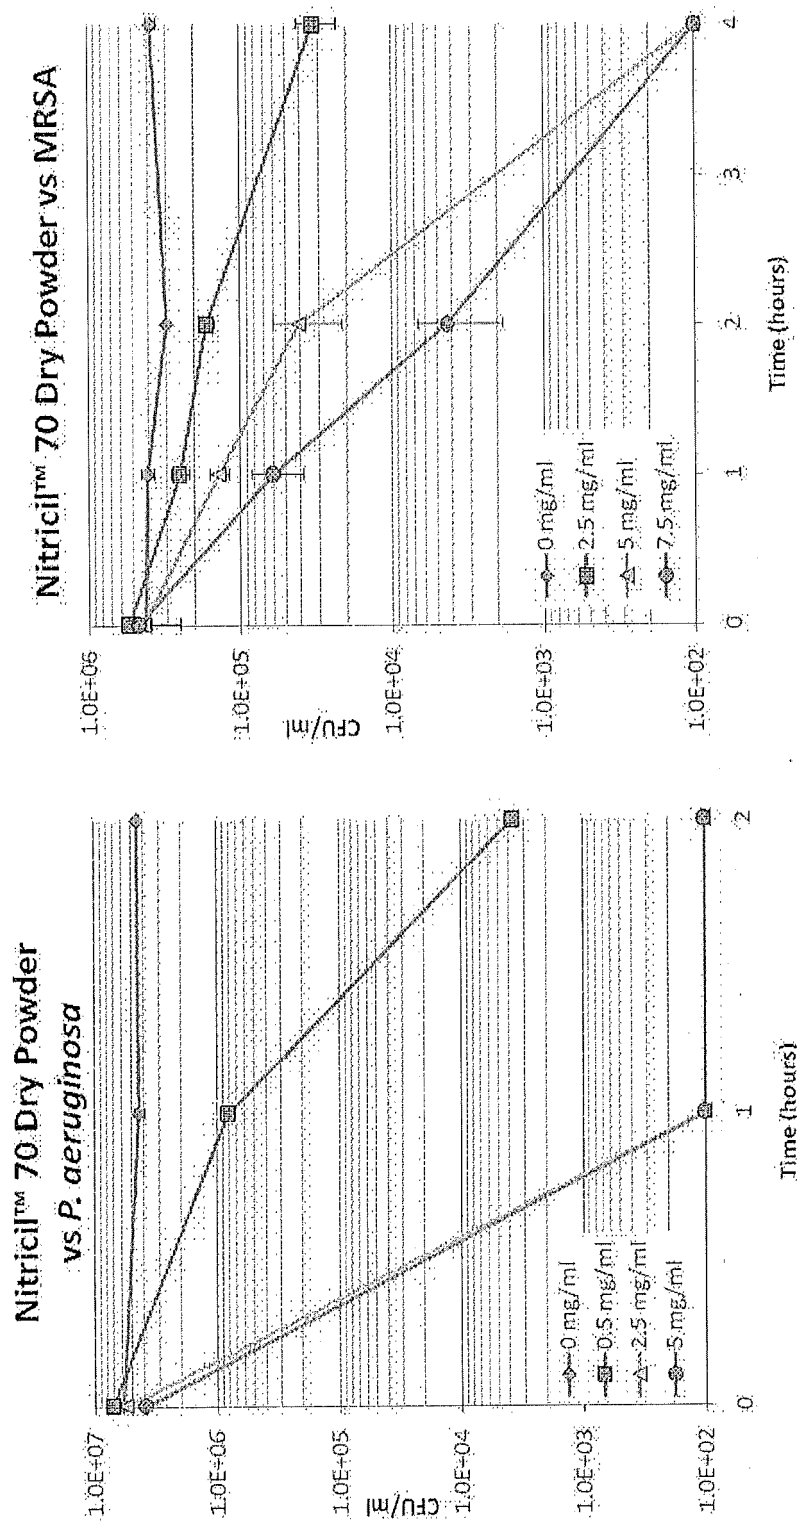 Nitricil™ 70 Dry Powder
vs P. aeruginosa
1.0E+07
1.0E+06
1.0E+05
1.0E+04
1.0E+03
1.0E+02
CFU/ml
0 mg/ml
0.5 mg/ml
2.5 mg/ml
5 mg/ml
0
1
2
Time (hours)
Nitricil™ 70 Dry Powder vs MRSA
1.0E+06
1.0E+05
1.0E+04
1.0E+03
1.0E+02
CFU/ml
0 mg/ml
2.5 mg/ml
5 mg/ml
7.5 mg/ml
0
1
2
3
4
Time (hours)